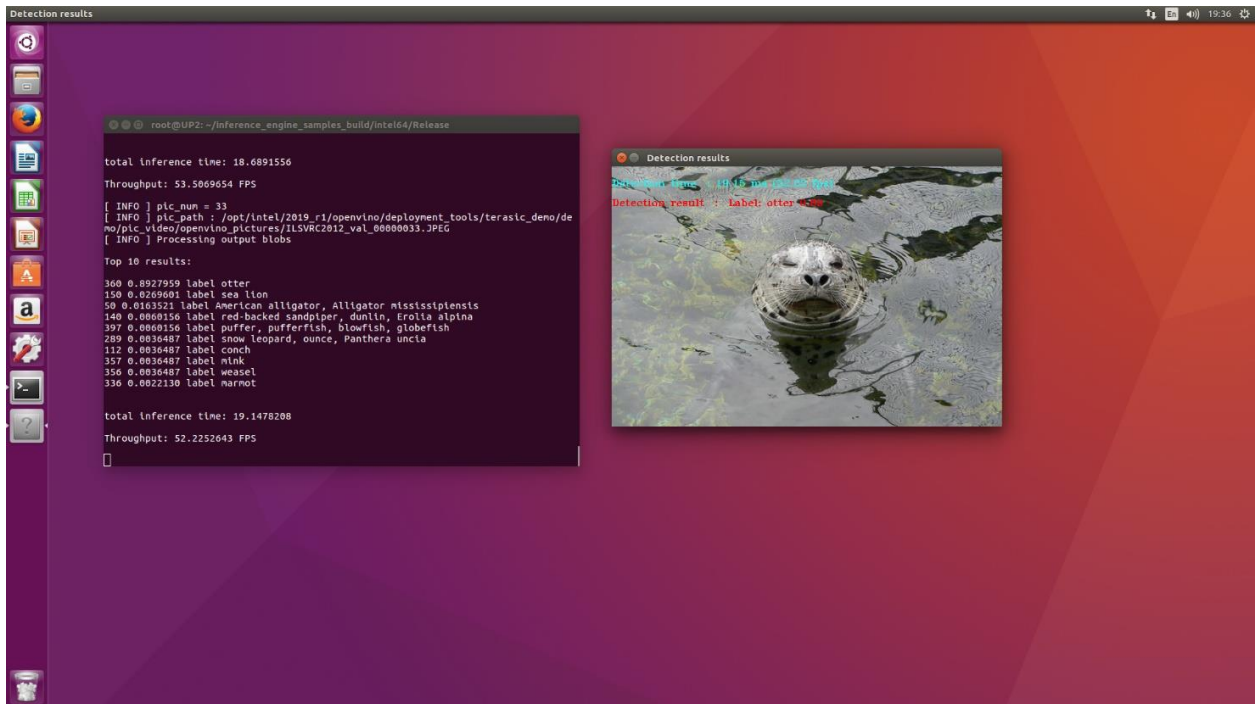 Detection results
En
19:36
root@UP2: ~/inference_engine_samples_build/intel64/Release
total inference time: 18.6891556
Throughput: 53.5069654 FPS
[ INFO ] pic_num = 33
[ INFO ] pic_path : /opt/intel/2019_r1/openvino/deployment_tools/terasic_demo/de
mo/pic_video/openvino_pictures/ILSVRC2012_val_00000033.JPEG
[ INFO ] Processing output blobs
Top 10 results:
360 0.8927959 label otter
150 0.0269601 label sea lion
50 0.0163521 label American alligator, Alligator mississipiensis
140 0.0060156 label red-backed sandpiper, dunlin, Erolia alpina
397 0.0060156 label puffer, pufferfish, blowfish, globefish
289 0.0036487 label snow leopard, ounce, Panthera uncia
112 0.0036487 label conch
357 0.0036487 label mink
356 0.0036487 label weasel
336 0.0022130 label marmot
total inference time: 19.1478208
Throughput: 52.2252643 FPS
Detection results
time : 19.15 ms
Detection result : Label: otter
a
>_
?